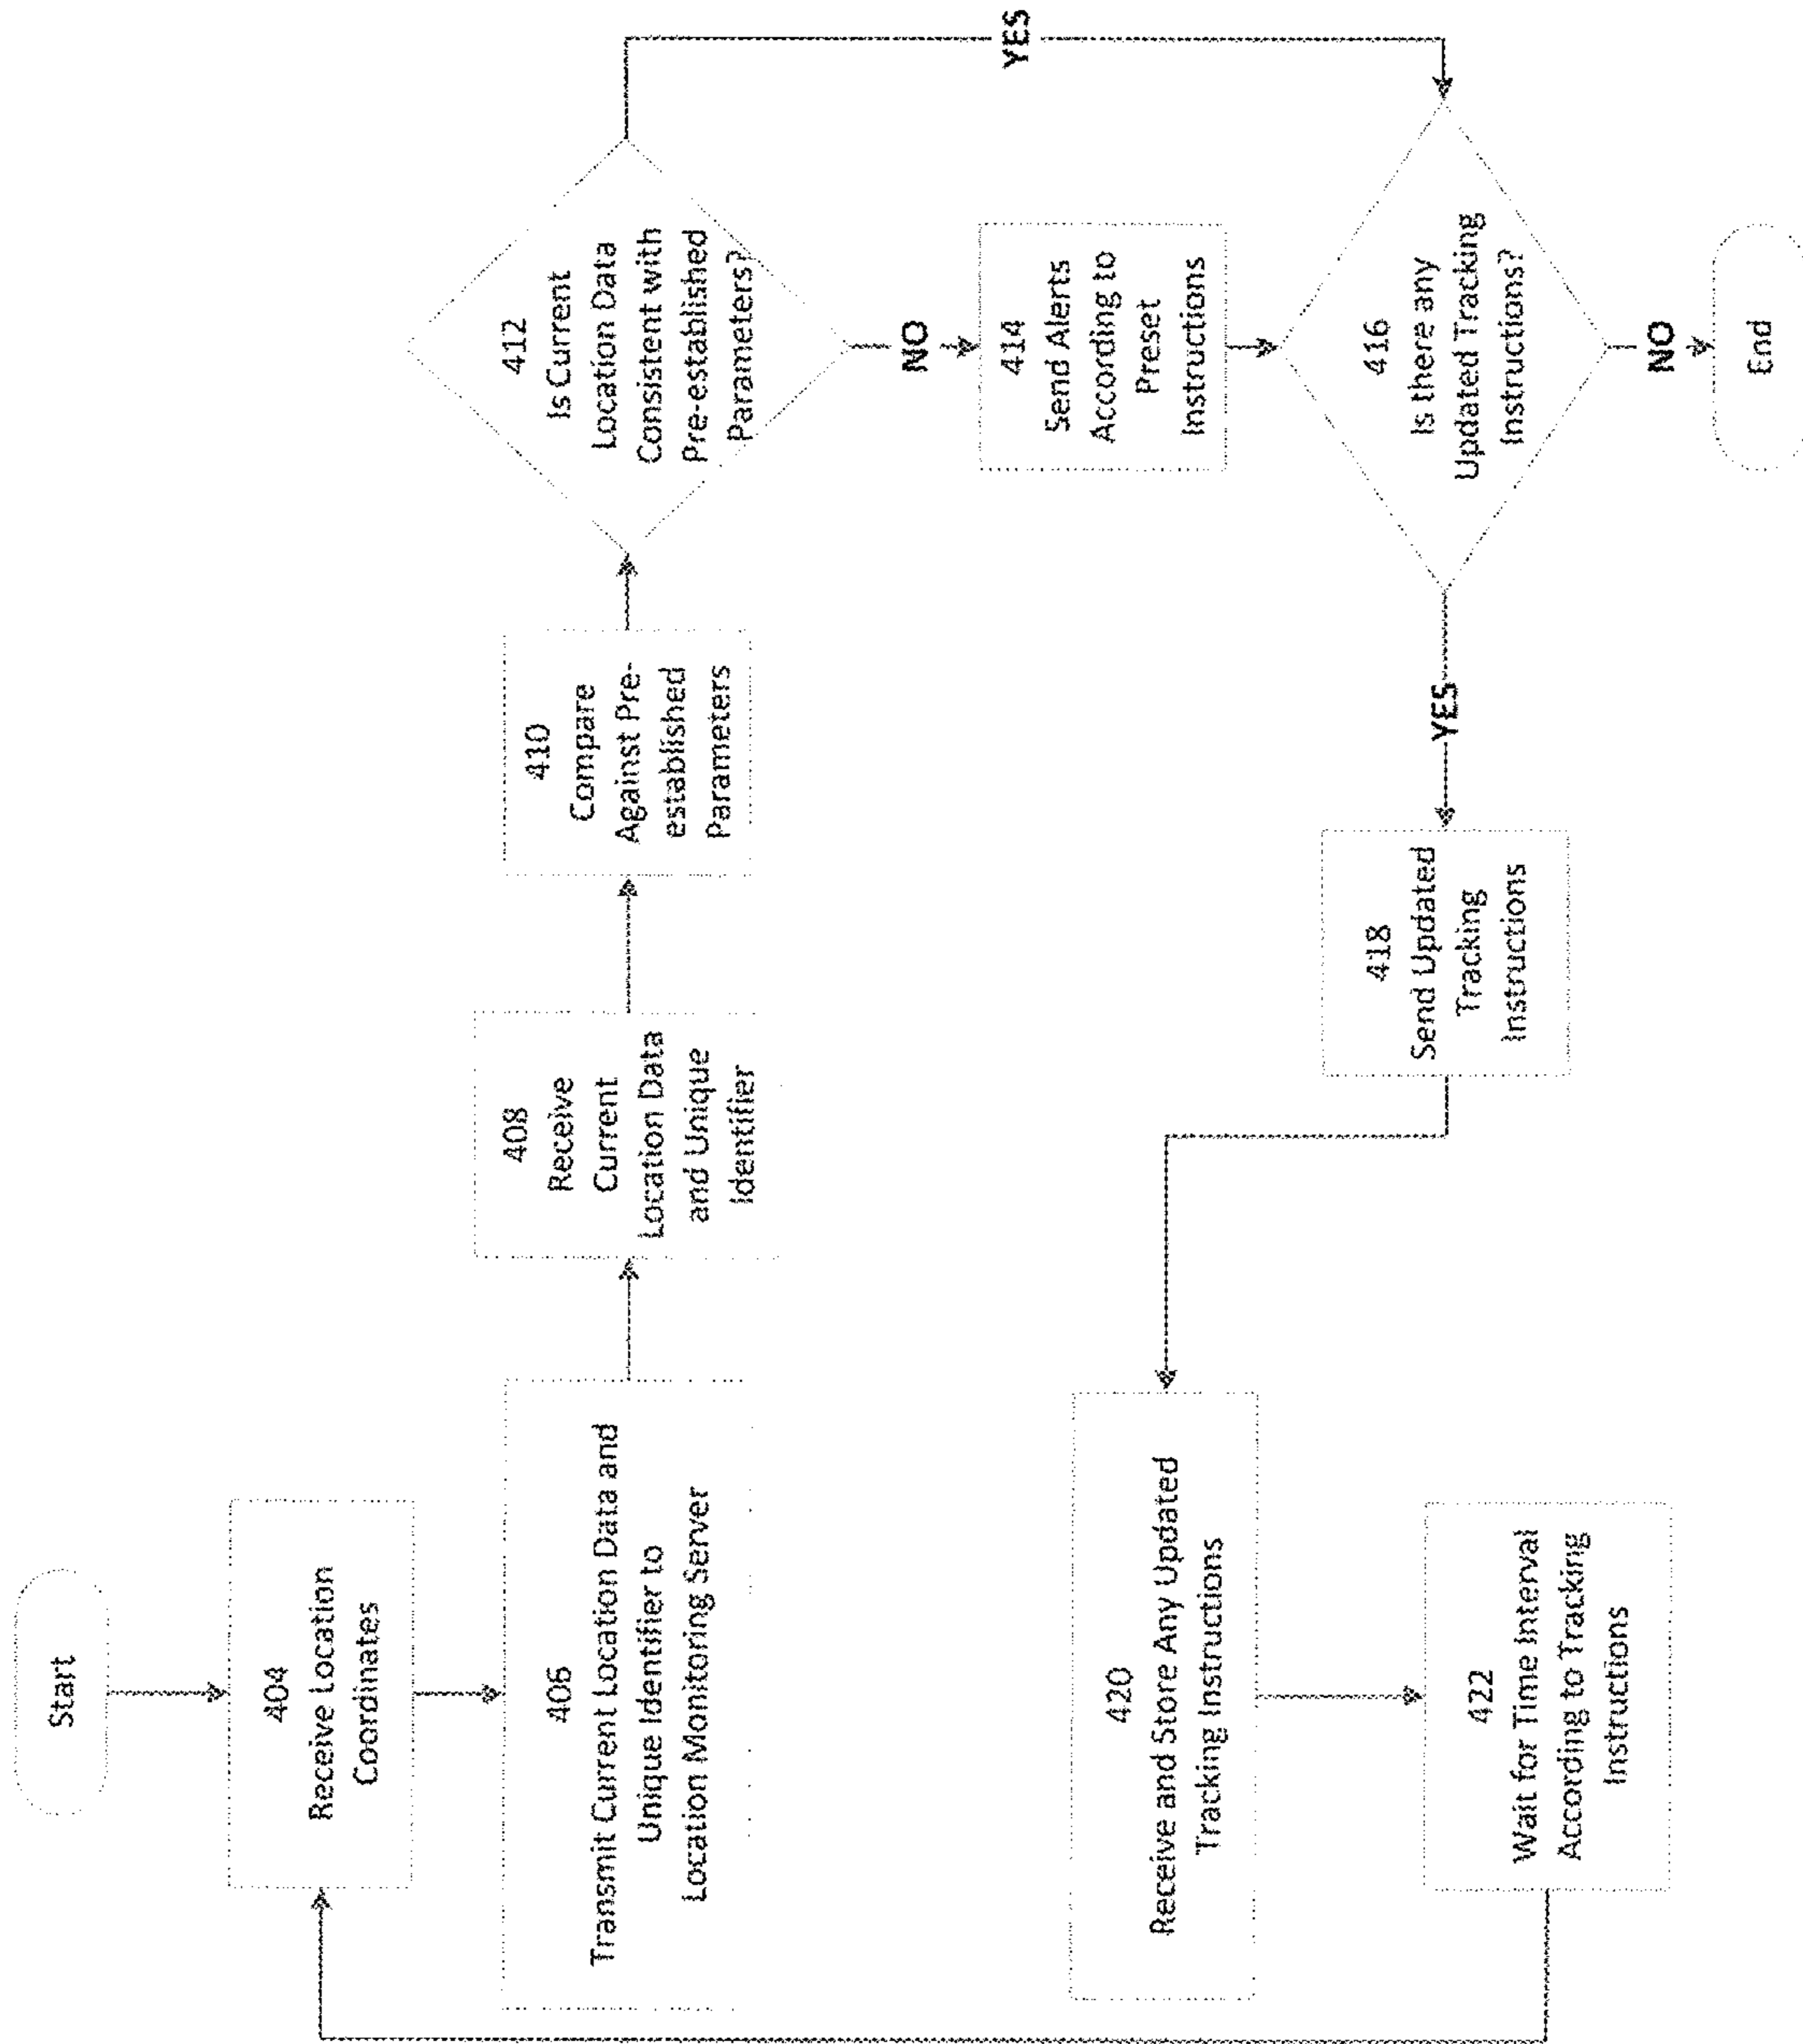 Start
404
Receive Location
Coordinates
406
Transmit Current Location Data and
Unique Identifier to
Location Monitoring Server
408
Receive
Current
Location Data
and Unique
Identifier
410
Compare
Against Pre-
established
Parameters
412
Is Current
Location Data
Consistent with
Pre-established
Parameters?
YES
NO
414
Send Alerts
According to
Preset
Instructions
416
Is there any
Updated Tracking
Instructions?
NO
End
YES
418
Send Updated
Tracking
Instructions
420
Receive and Store Any Updated
Tracking Instructions
422
Wait for Time Interval
According to Tracking
Instructions